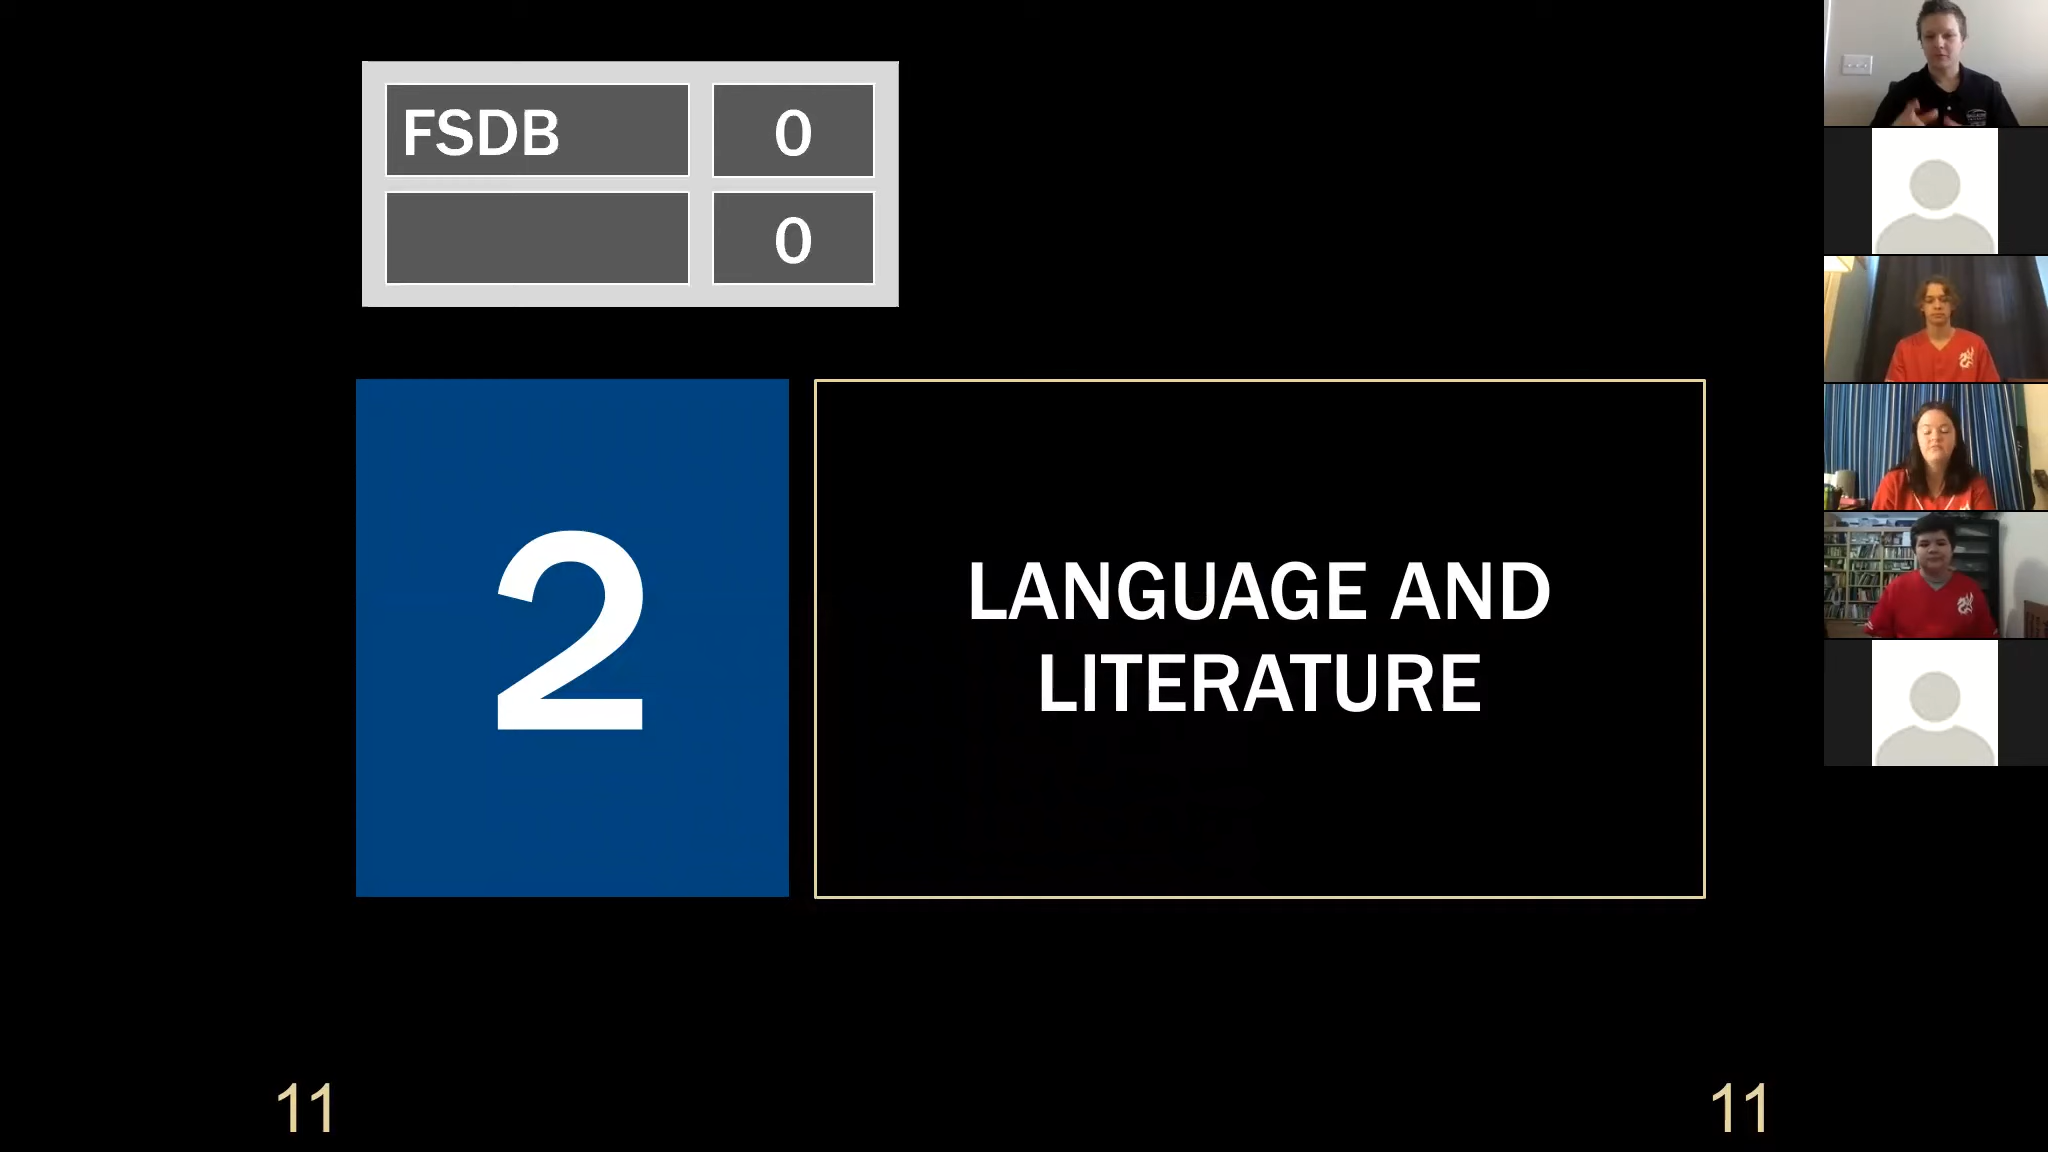 FSDB 0
0
2
LANGUAGE AND
LITERATURE
11 11